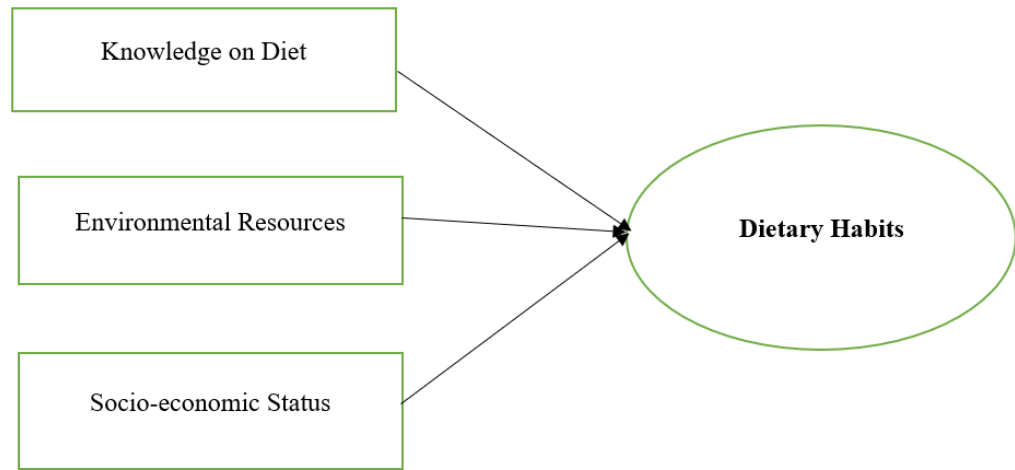 Knowledge on Diet
Environmental Resources
Dietary Habits
Socio-economic Status